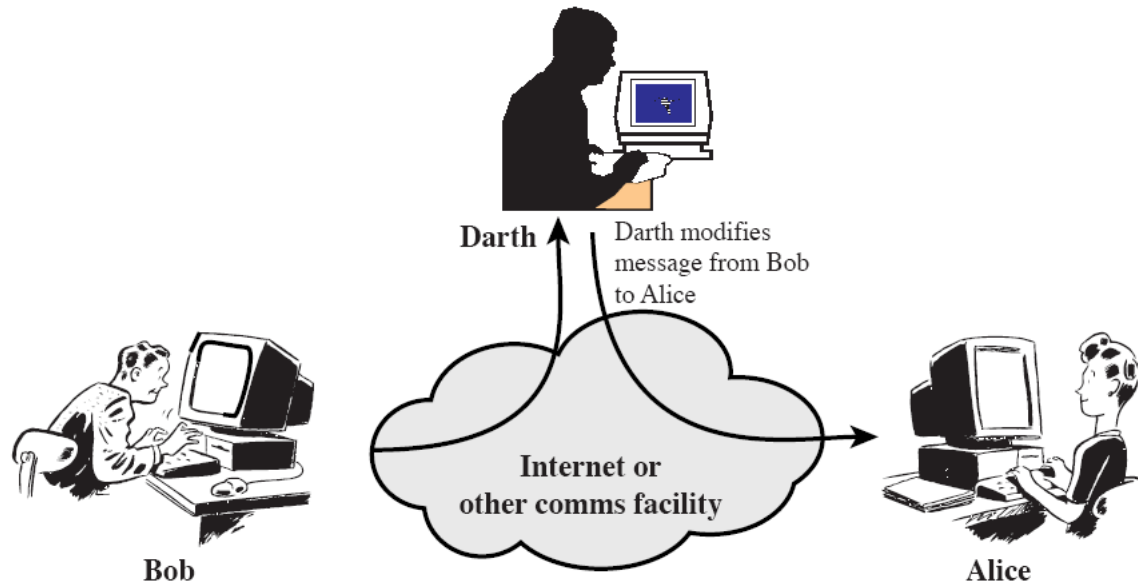 Darth
Darth modifies
message from Bob
to Alice
Internet or
other comms facility
Bob
Alice